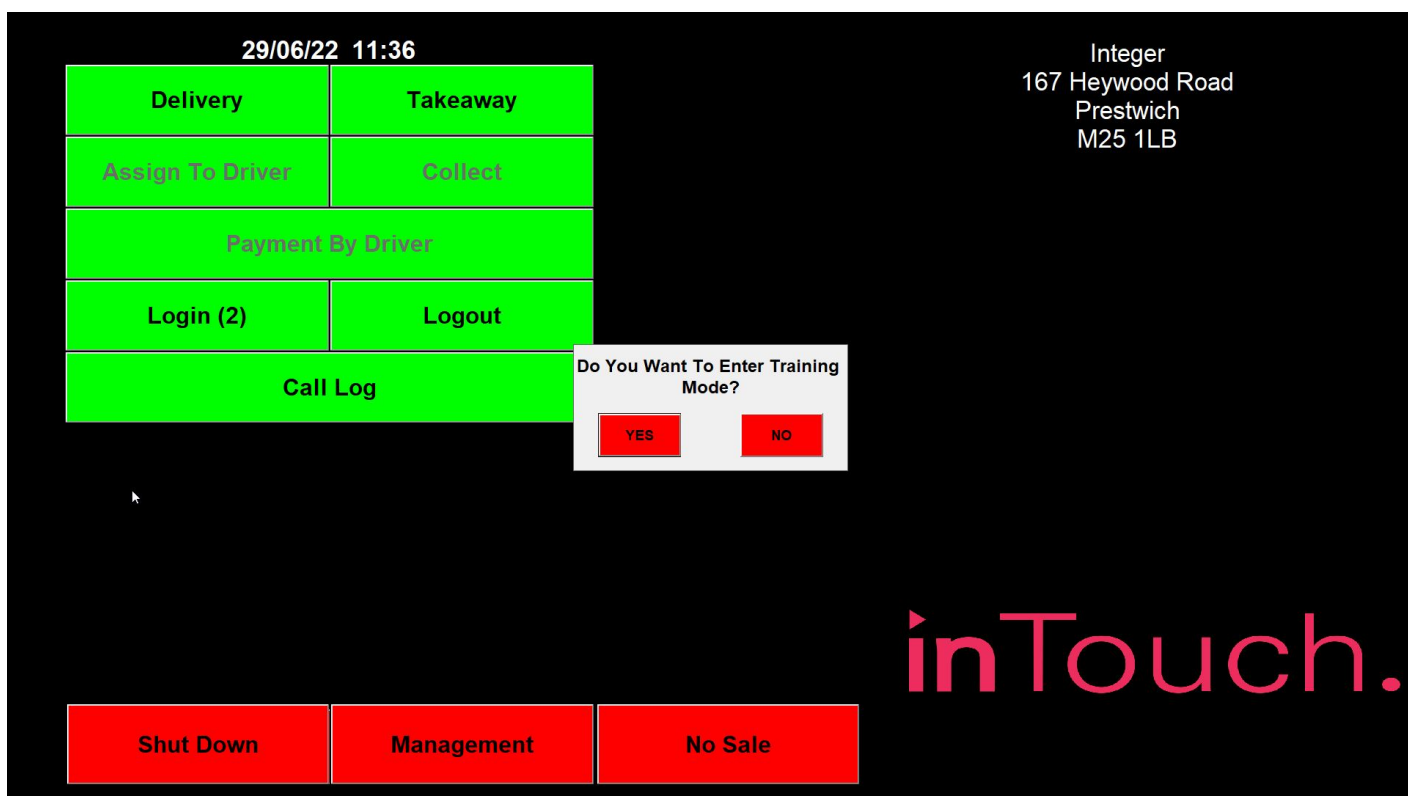 29/06/22 11:36
Delivery
Takeaway
Assign To Driver
Collect
Payment By Driver
Login (2)
Logout
Call Log
Integer
167 Heywood Road
Prestwich
M25 1LB
Do You Want To Enter Training
Mode?
YES
NO
inTouch.
Shut Down
Management
No Sale